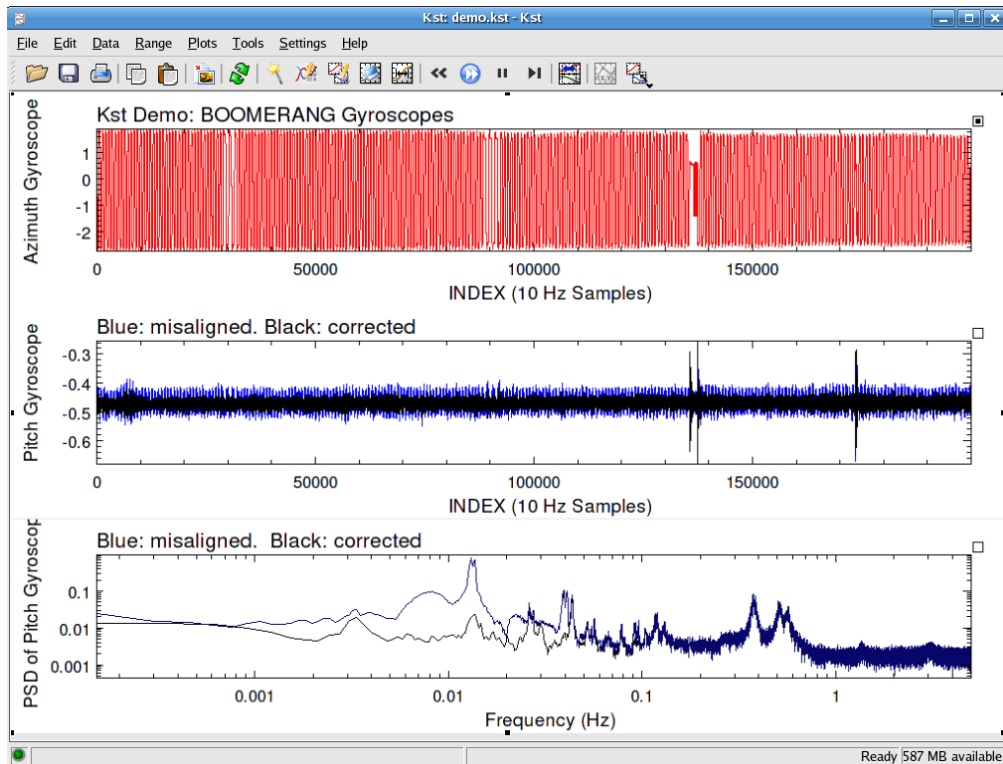 Kst: demo.kst - Kst
File Edit Data Range Plots Tools Settings Help
Kst Demo: BOOMERANG Gyroscopes
Azimuth Gyroscope
1
0
-1
-2
0 50000 100000 150000
INDEX (10 Hz Samples)
Blue: misaligned. Black: corrected
Pitch Gyroscope
-0.3
-0.4
-0.5
-0.6
0 50000 100000 150000
INDEX (10 Hz Samples)
Blue: misaligned. Black: corrected
PSD of Pitch Gyroscop
0.1
0.01
0.001
0.001 0.01 0.1 1
Frequency (Hz)
Ready 587 MB available